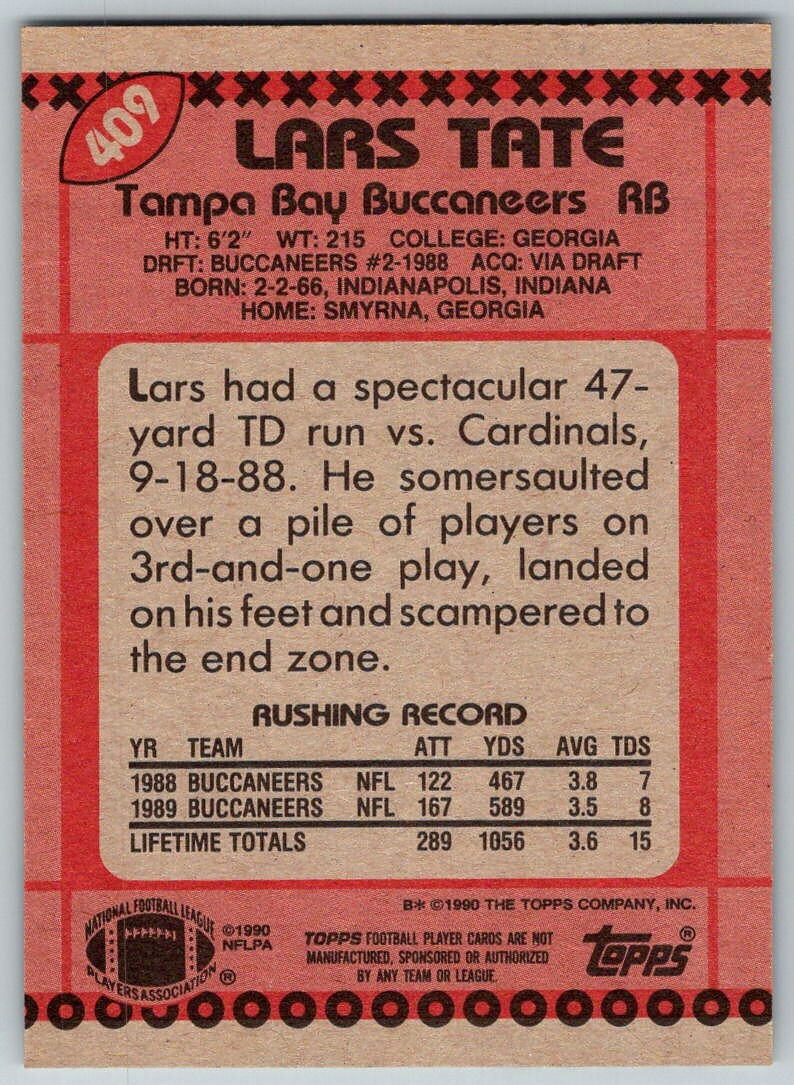 409
LARS TATE
Tampa Bay Buccaneers RB
HT: 6'2" WT: 215 COLLEGE: GEORGIA
DRFT: BUCCANEERS #2-1988 ACQ: VIA DRAFT
BORN: 2-2-66, INDIANAPOLIS, INDIANA
HOME: SMYRNA, GEORGIA
Lars had a spectacular 47-
yard TD run vs. Cardinals,
9-18-88. He somersaulted
over a pile of players on
3rd-and-one play, landed
on his feet and scampered to
the end zone.
RUSHING RECORD
YR TEAM ATT YDS AVG TDS
1988 BUCCANEERS NFL 122 467 3.8 7
1989 BUCCANEERS NFL 167 589 3.5 8
LIFETIME TOTALS 289 1056 3.6 15
B* ©1990 THE TOPPS COMPANY, INC.
NATIONAL FOOTBALL LEAGUE
PLAYERS ASSOCIATION ®
©1990
NFLPA
TOPPS FOOTBALL PLAYER CARDS ARE NOT
MANUFACTURED, SPONSORED OR AUTHORIZED
BY ANY TEAM OR LEAGUE.
topps ®